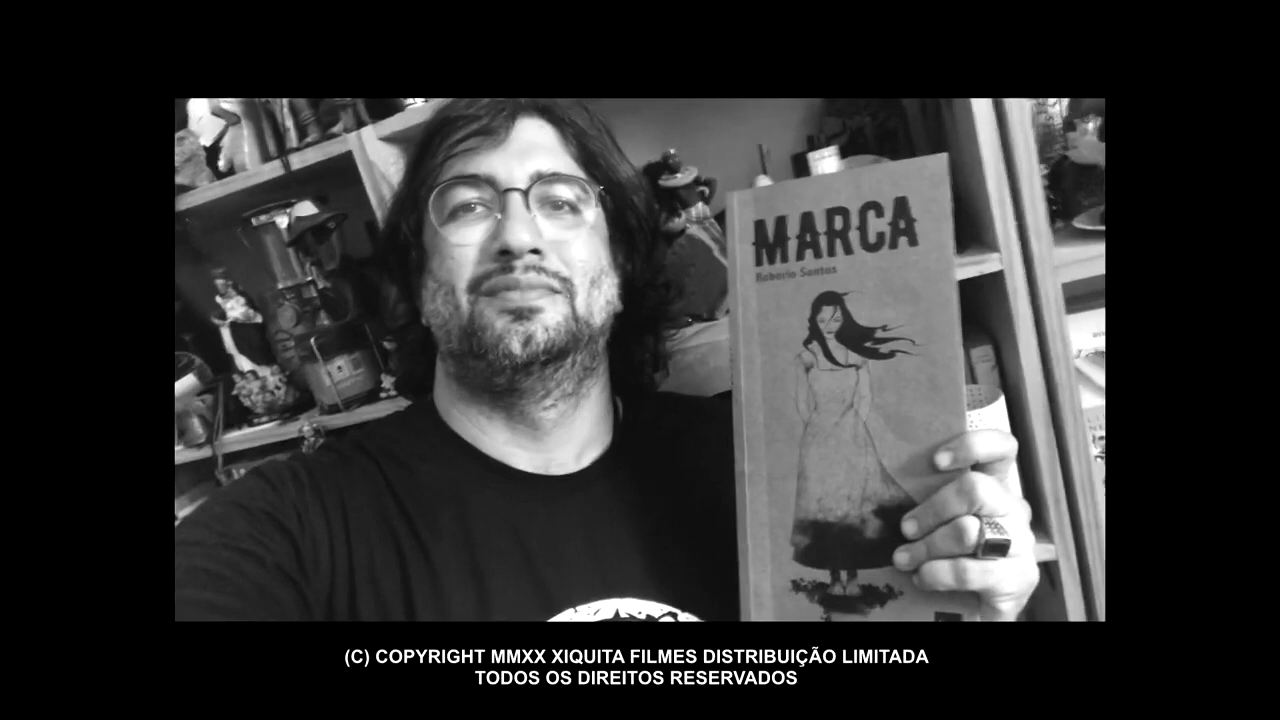 MARCA
Roberio Santos
(C) COPYRIGHT MMXX XIQUITA FILMES DISTRIBUIÇÃO LIMITADA
TODOS OS DIREITOS RESERVADOS